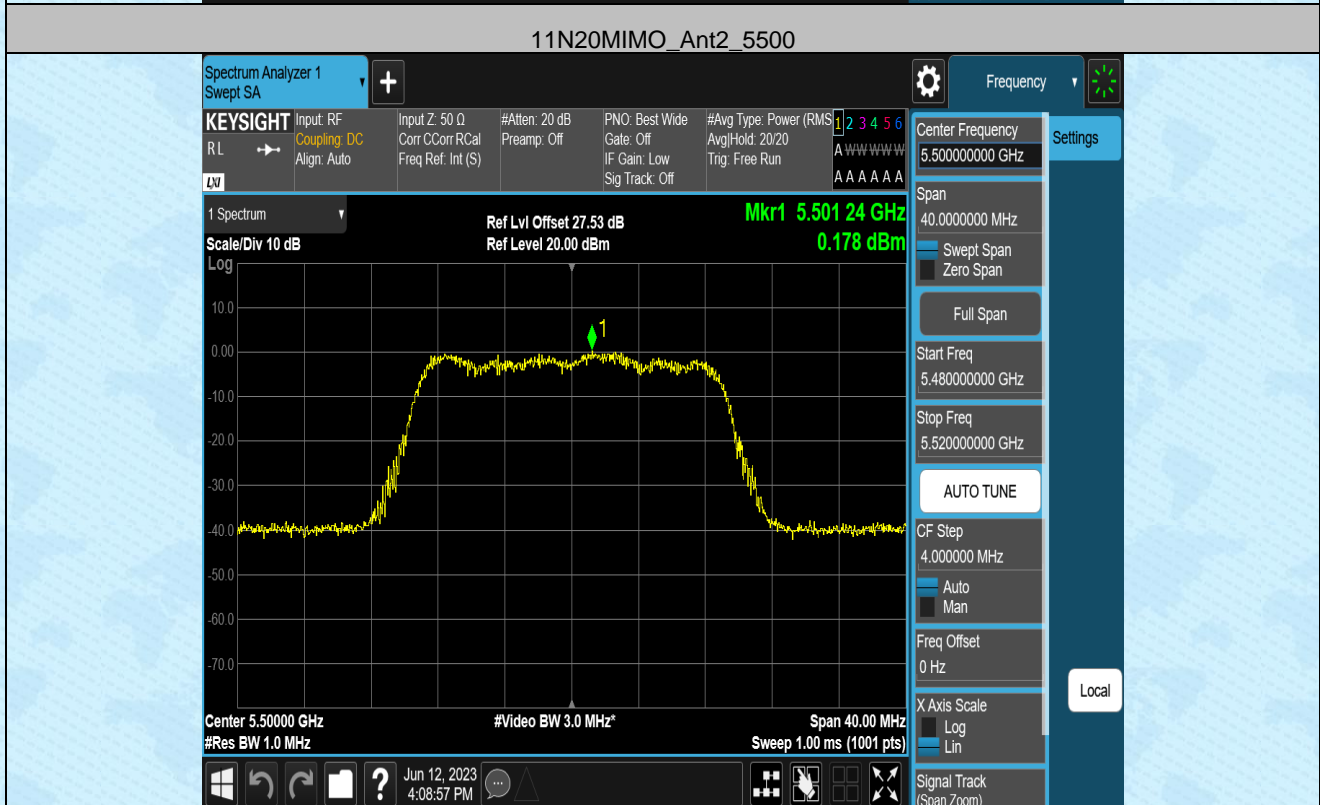 11N20MIMO_Ant2_5500
Spectrum Analyzer 1
Swept SA
Frequency
KEYSIGHT
R L
LXI
Input: RF
Coupling: DC
Align: Auto
Input Z: 50 Ω
Corr CCorr RCal
Freq Ref: Int (S)
#Atten: 20 dB
Preamp: Off
PNO: Best Wide
Gate: Off
IF Gain: Low
Sig Track: Off
#Avg Type: Power (RMS
Avg|Hold: 20/20
Trig: Free Run
1 2 3 4 5 6
A W W W W W
A A A A A A
Center Frequency
5.500000000 GHz
Settings
1 Spectrum
Scale/Div 10 dB
Log
Ref Lvl Offset 27.53 dB
Ref Level 20.00 dBm
Mkr1 5.501 24 GHz
0.178 dBm
1
10.0
0.00
-10.0
-20.0
-30.0
-40.0
-50.0
-60.0
-70.0
Center 5.50000 GHz
#Res BW 1.0 MHz
#Video BW 3.0 MHz*
Span 40.00 MHz
Sweep 1.00 ms (1001 pts)
Span
40.0000000 MHz
Swept Span
Zero Span
Full Span
Start Freq
5.480000000 GHz
Stop Freq
5.520000000 GHz
AUTO TUNE
CF Step
4.000000 MHz
Auto
Man
Freq Offset
0 Hz
X Axis Scale
Log
Lin
Local
Signal Track
(Span Zoom)
?
Jun 12, 2023
4:08:57 PM